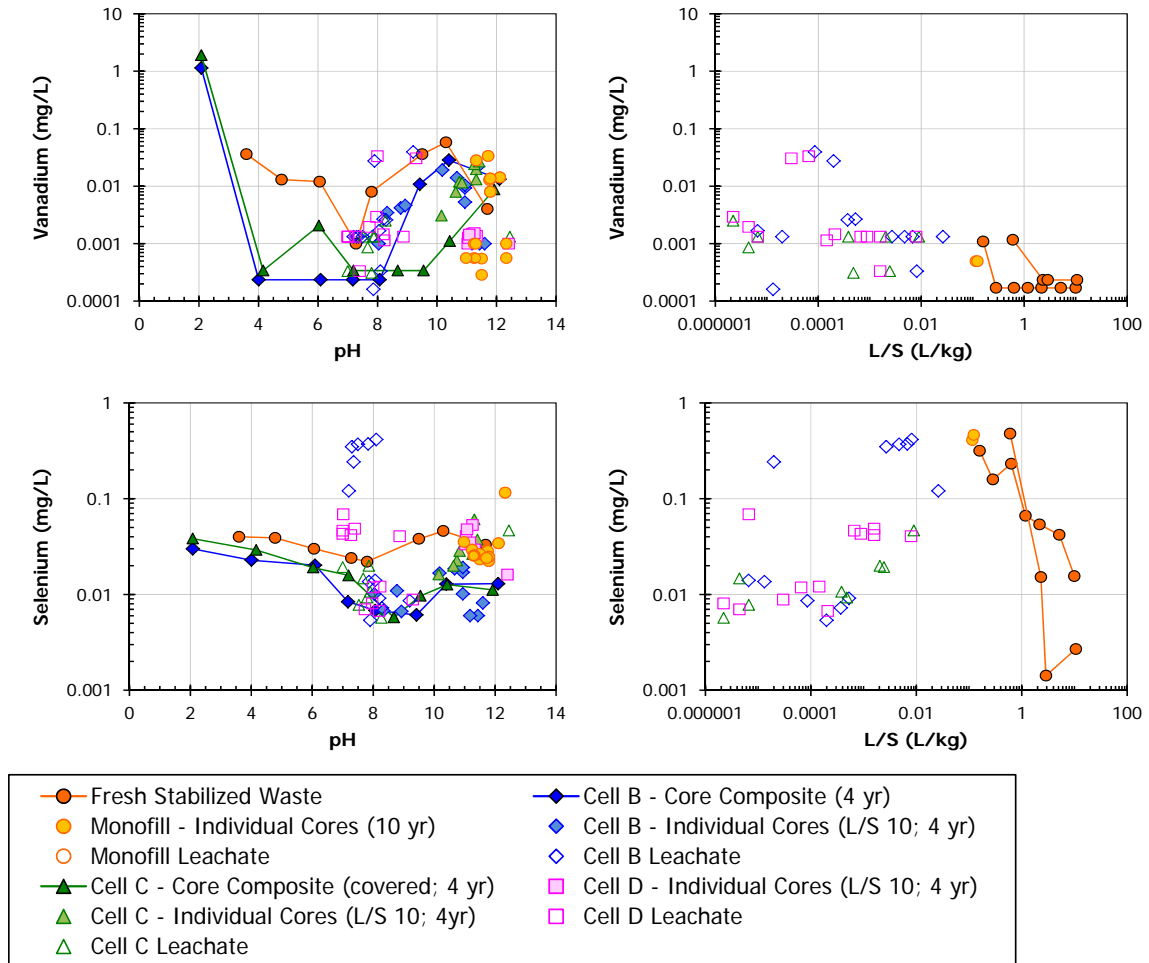 10
1
0.1
0.01
0.001
0.0001
Vanadium (mg/L)
0 2 4 6 8 10 12 14
pH
10
1
0.1
0.01
0.001
0.0001
Vanadium (mg/L)
0.000001 0.0001 0.01 1 100
L/S (L/kg)
1
0.1
0.01
0.001
Selenium (mg/L)
0 2 4 6 8 10 12 14
pH
1
0.1
0.01
0.001
Selenium (mg/L)
0.000001 0.0001 0.01 1 100
L/S (L/kg)
Fresh Stabilized Waste
Monofill - Individual Cores (10 yr)
Monofill Leachate
Cell C - Core Composite (covered; 4 yr)
Cell C - Individual Cores (L/S 10; 4yr)
Cell C Leachate
Cell B - Core Composite (4 yr)
Cell B - Individual Cores (L/S 10; 4 yr)
Cell B Leachate
Cell D - Individual Cores (L/S 10; 4 yr)
Cell D Leachate